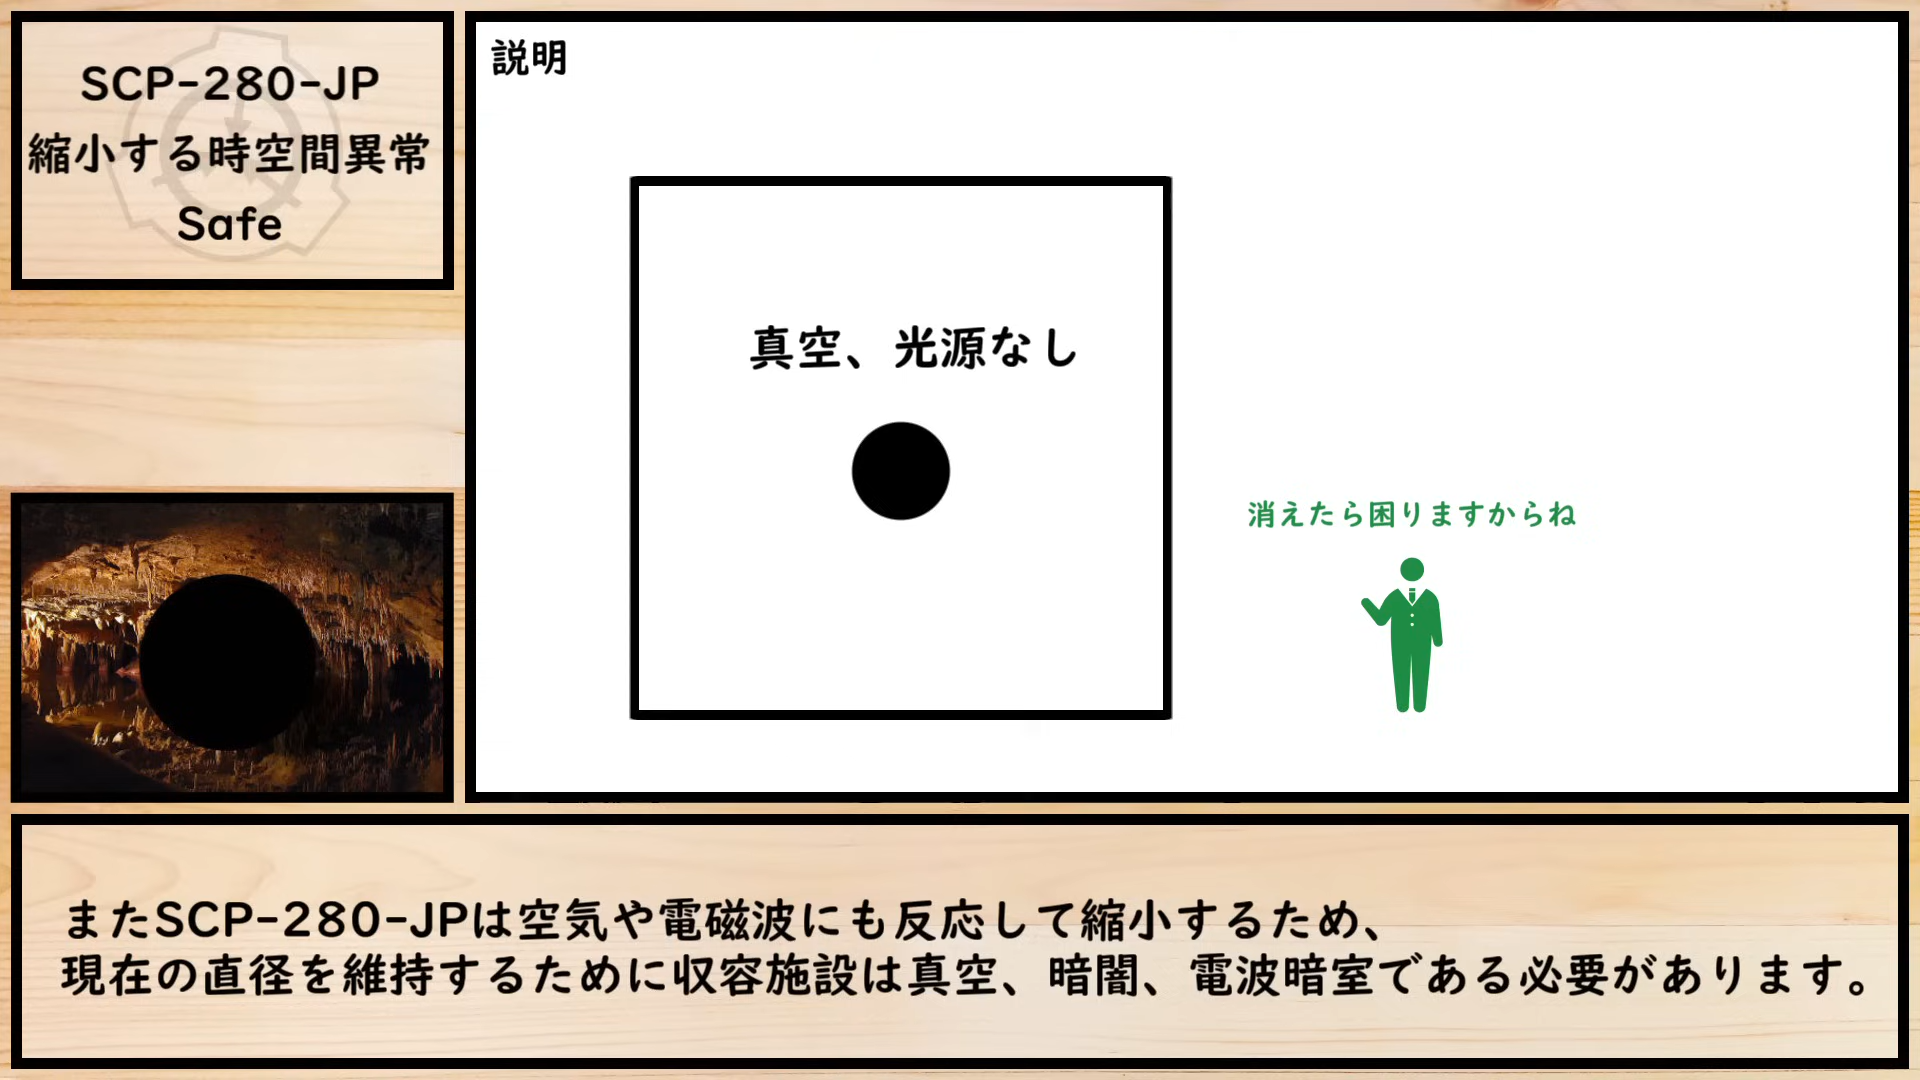 SCP-280-JP
縮小する時空間異常
Safe
説明
真空、光源なし
消えたら困りますからね
またSCP-280-JPは空気や電磁波にも反応して縮小するため、
現在の直径を維持するために収容施設は真空、暗闇、電波暗室である必要があります。